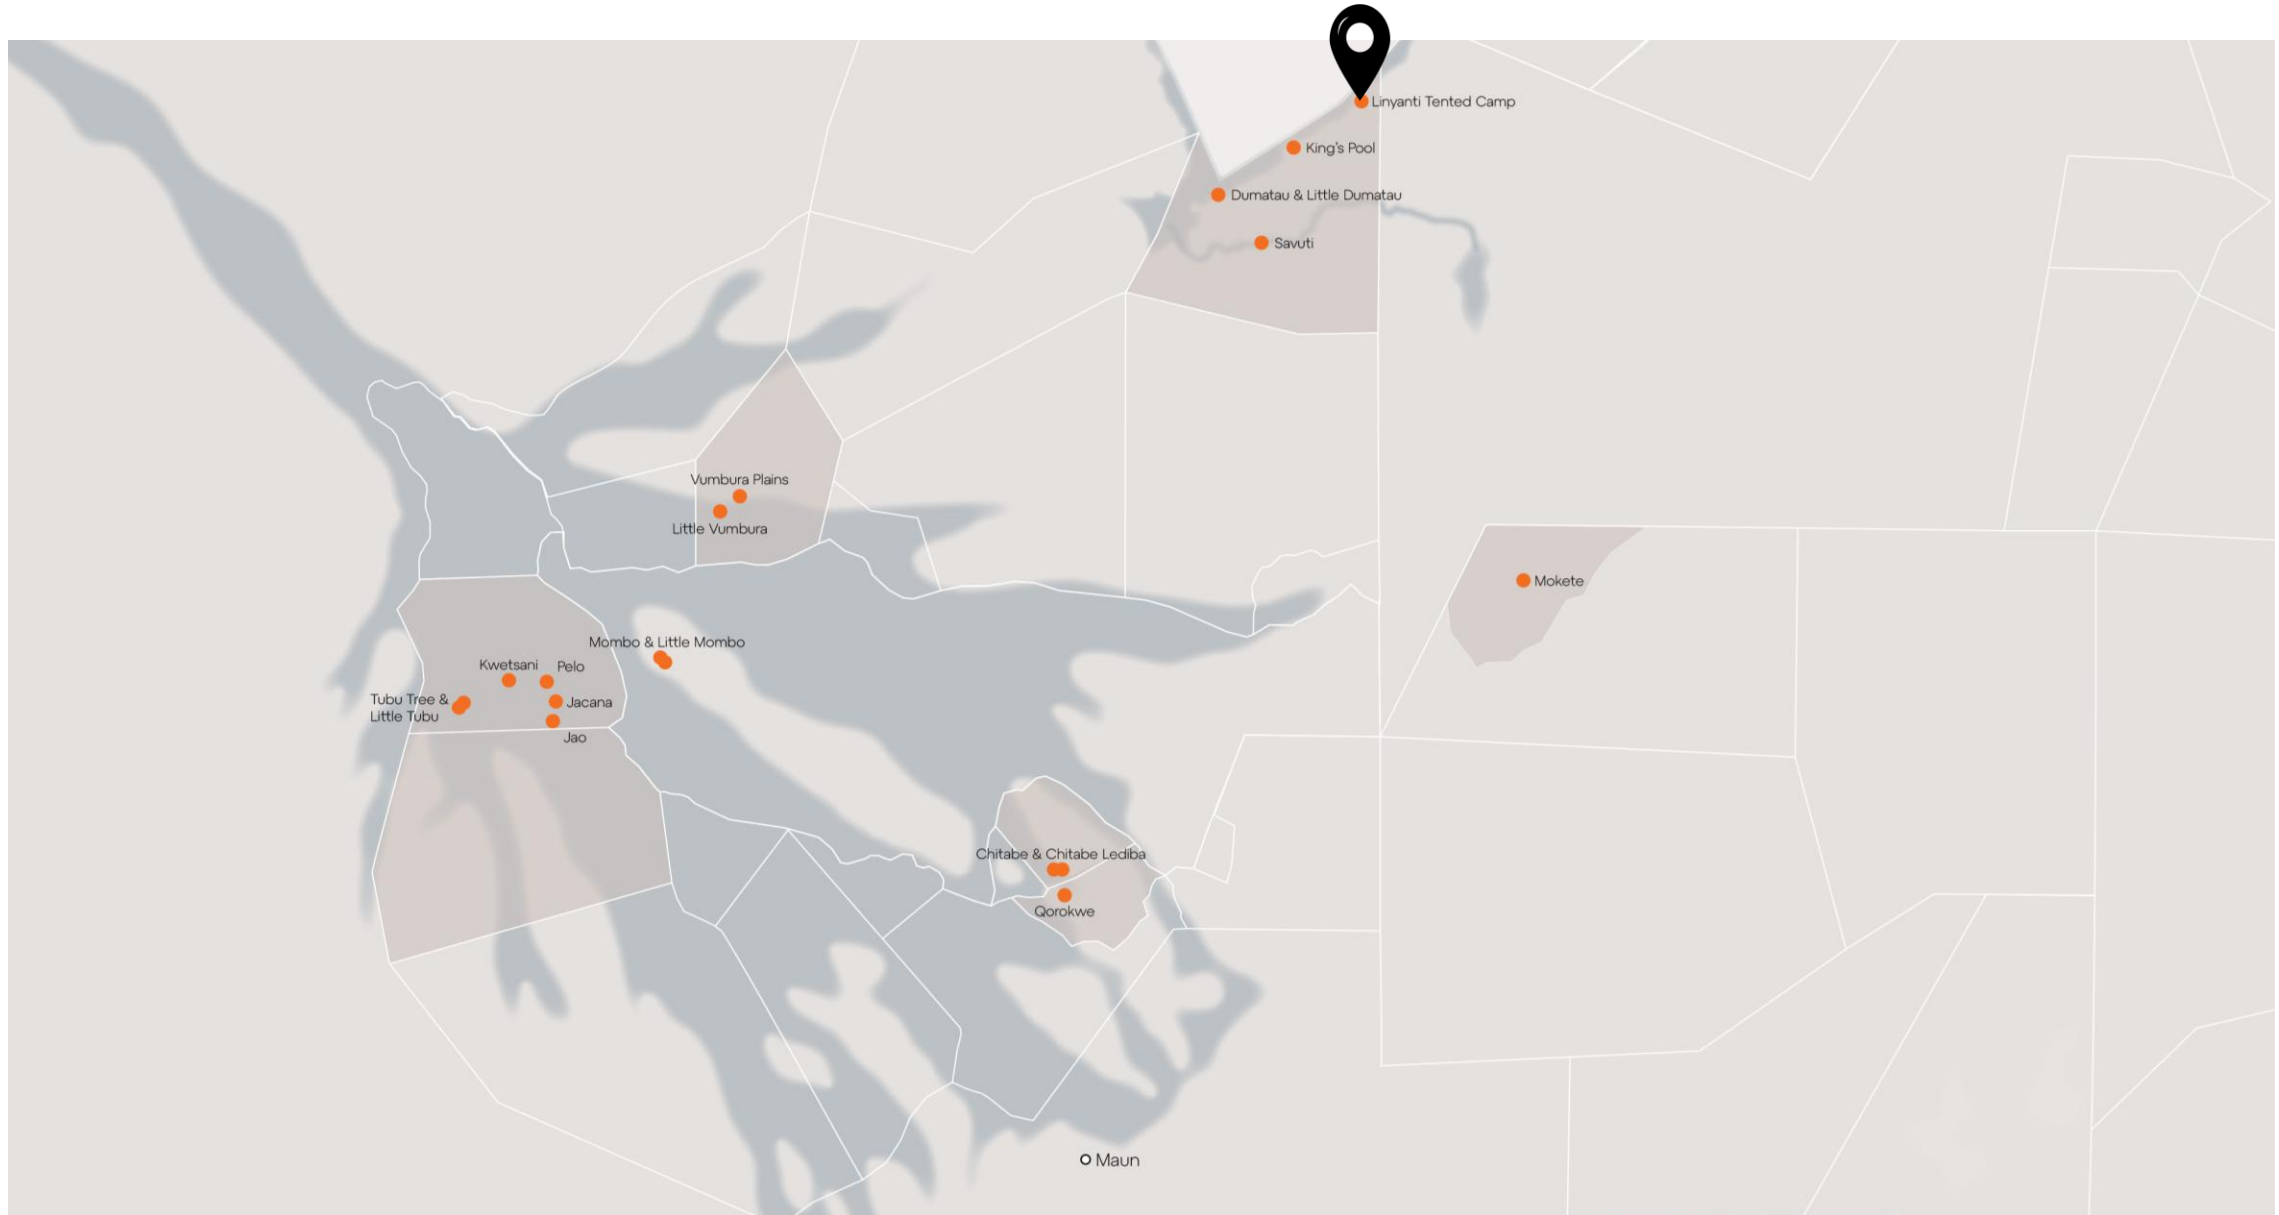 Linyanti Tented Camp
King's Pool
Dumatau & Little Dumatau
Savuti
Vumbura Plains
Little Vumbura
Mokete
Mombo & Little Mombo
Kwetsani
Pelo
Tubu Tree &
Little Tubu
Jacana
Jao
Chitabe & Chitabe Lediba
Qorokwe
Maun